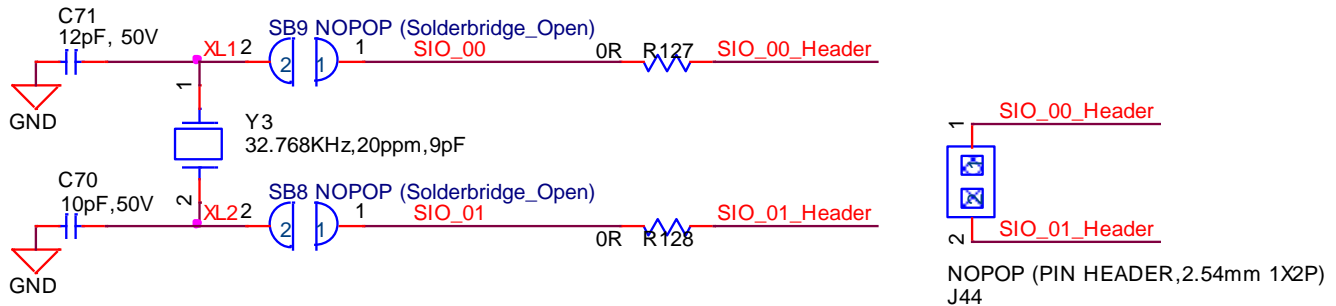 C71
12pF, 50V
XL1 2
SB9 NOPOP (Solderbridge_Open)
2
1
1
SIO_00
0R
R127
SIO_00_Header
GND
1
Y3
32.768KHz,20ppm,9pF
2
C70
10pF,50V
XL2 2
SB8 NOPOP (Solderbridge_Open)
2
1
1
SIO_01
0R
R128
SIO_01_Header
GND
1
SIO_00_Header
2
SIO_01_Header
NOPOP (PIN HEADER,2.54mm 1X2P)
J44